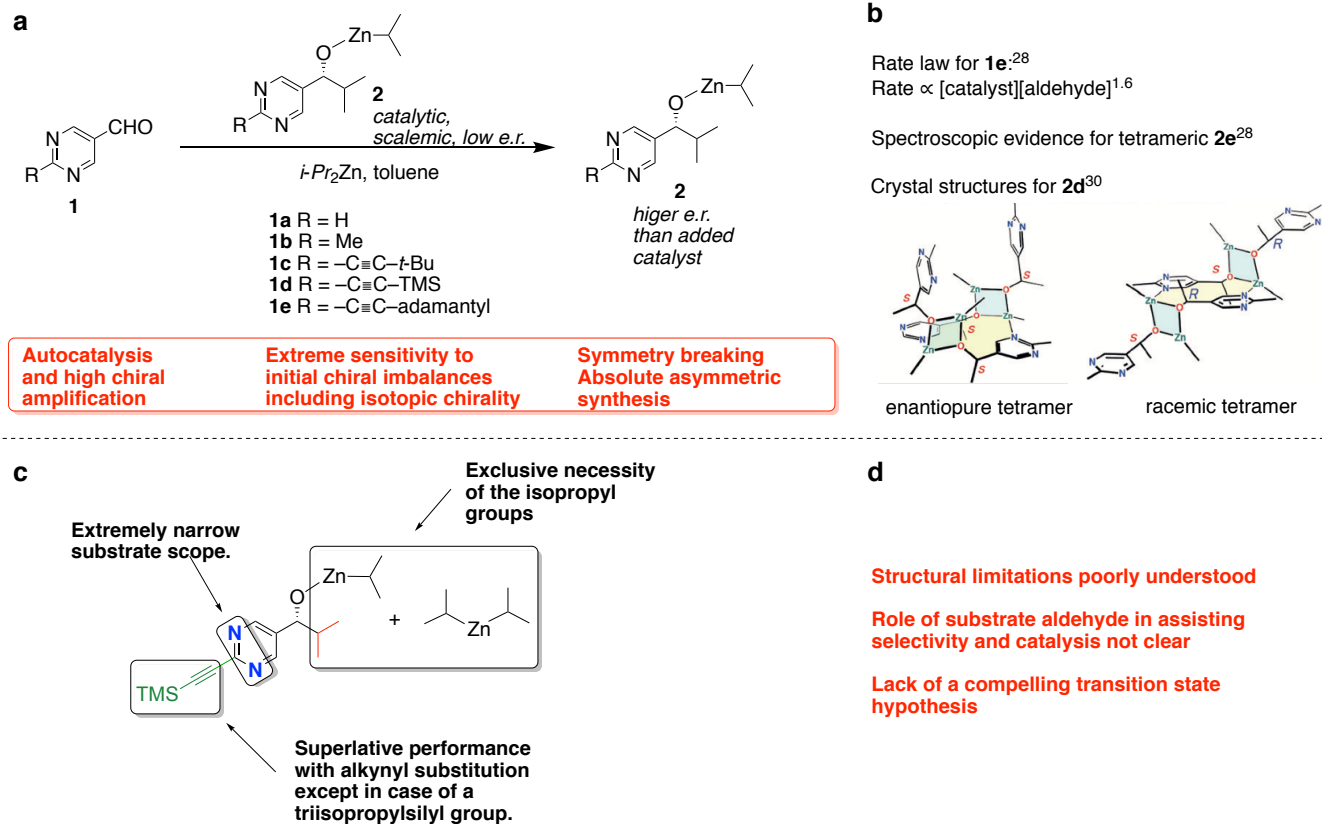 a
O
Zn
N
N
R
2
catalytic,
scalemic, low e.r.
CHO
N
R
N
1
i-Pr2Zn, toluene
O
Zn
N
R
N
2
higer e.r.
than added
catalyst
1a R = H
1b R = Me
1c R = –C≡C–t-Bu
1d R = –C≡C–TMS
1e R = –C≡C–adamantyl
Autocatalysis
and high chiral
amplification
Extreme sensitivity to
initial chiral imbalances
including isotopic chirality
Symmetry breaking
Absolute asymmetric
synthesis
b
Rate law for 1e:28
Rate ∝ [catalyst][aldehyde]1.6
Spectroscopic evidence for tetrameric 2e28
Crystal structures for 2d30
enantiopure tetramer
racemic tetramer
c
Extremely narrow
substrate scope.
Exclusive necessity
of the isopropyl
groups
Zn
O
N
N
TMS
+
Zn
Superlative performance
with alkynyl substitution
except in case of a
triisopropylsilyl group.
d
Structural limitations poorly understood
Role of substrate aldehyde in assisting
selectivity and catalysis not clear
Lack of a compelling transition state
hypothesis